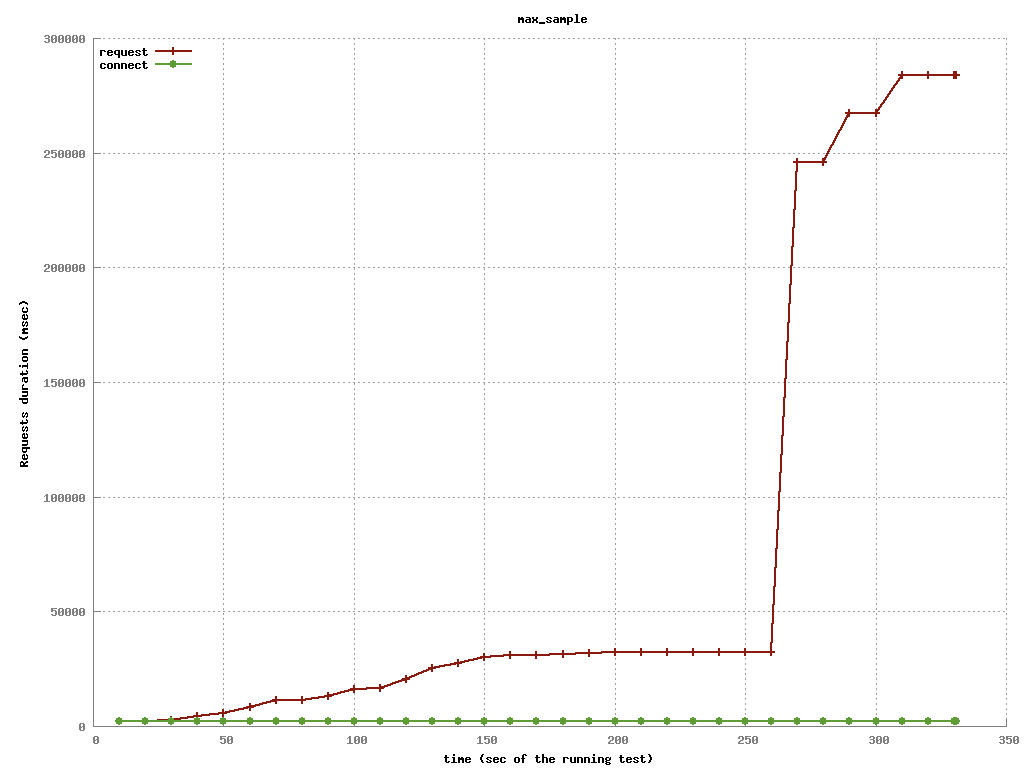 max_sample
300000
250000
200000
150000
100000
50000
0
request
connect
Requests duration (msec)
0 50 100 150 200 250 300 350
time (sec of the running test)